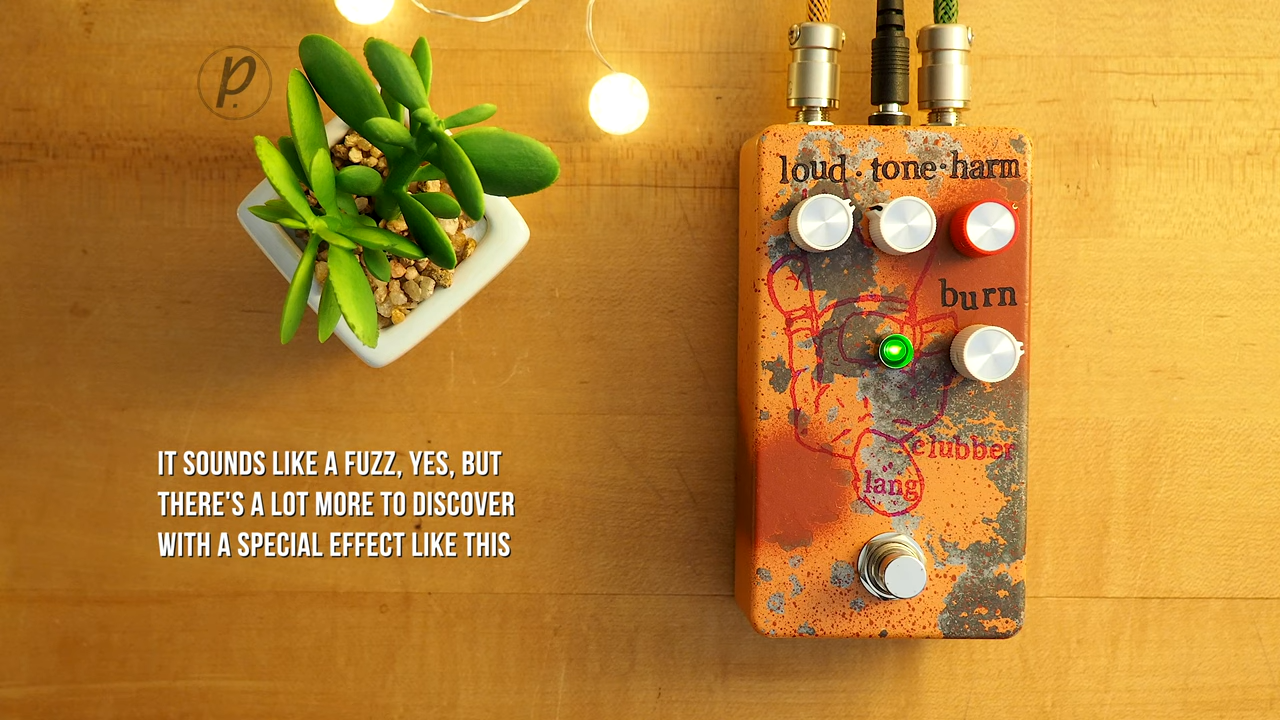 p.
loud · tone · harm
burn
clubber
läng
IT SOUNDS LIKE A FUZZ, YES, BUT
THERE'S A LOT MORE TO DISCOVER
WITH A SPECIAL EFFECT LIKE THIS